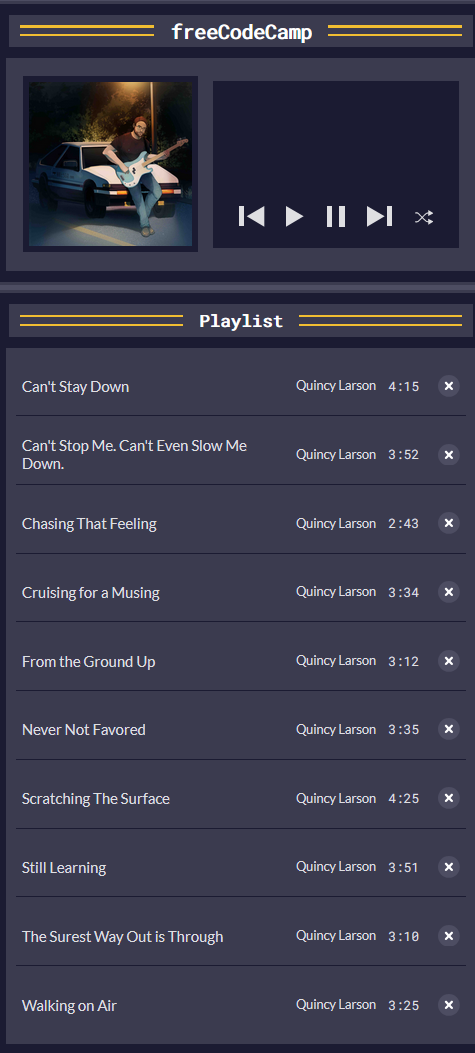 freeCodeCamp
Playlist
Can't Stay Down Quincy Larson 4:15
Can't Stop Me. Can't Even Slow Me
Down. Quincy Larson 3:52
Chasing That Feeling Quincy Larson 2:43
Cruising for a Musing Quincy Larson 3:34
From the Ground Up Quincy Larson 3:12
Never Not Favored Quincy Larson 3:35
Scratching The Surface Quincy Larson 4:25
Still Learning Quincy Larson 3:51
The Surest Way Out is Through Quincy Larson 3:10
Walking on Air Quincy Larson 3:25